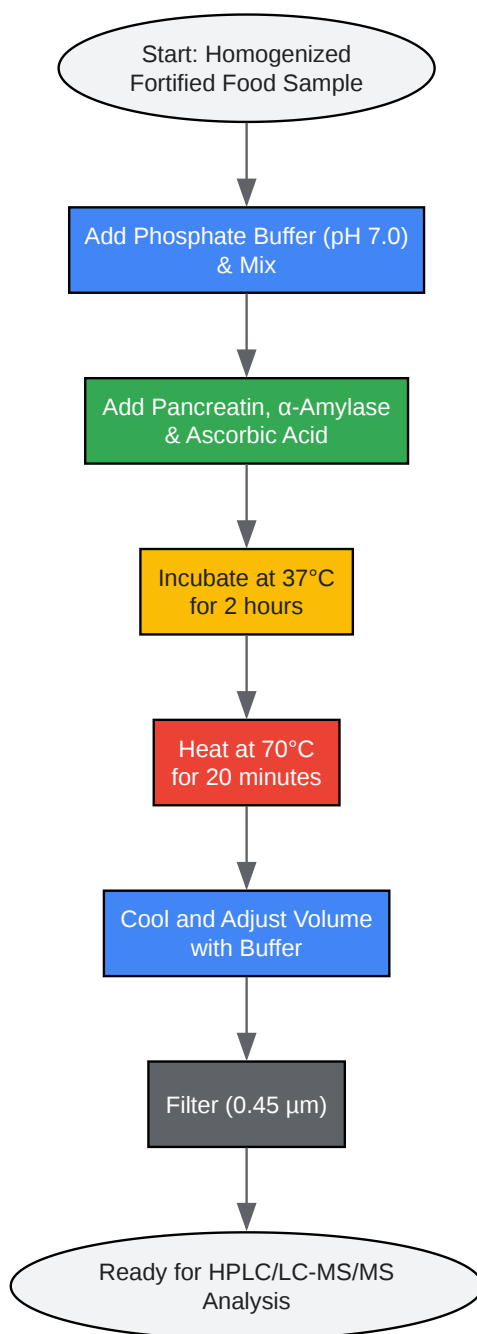 Start: Homogenized
Fortified Food Sample
Add Phosphate Buffer (pH 7.0)
& Mix
Add Pancreatin, α-Amylase
& Ascorbic Acid
Incubate at 37°C
for 2 hours
Heat at 70°C
for 20 minutes
Cool and Adjust Volume
with Buffer
Filter (0.45 µm)
Ready for HPLC/LC-MS/MS
Analysis